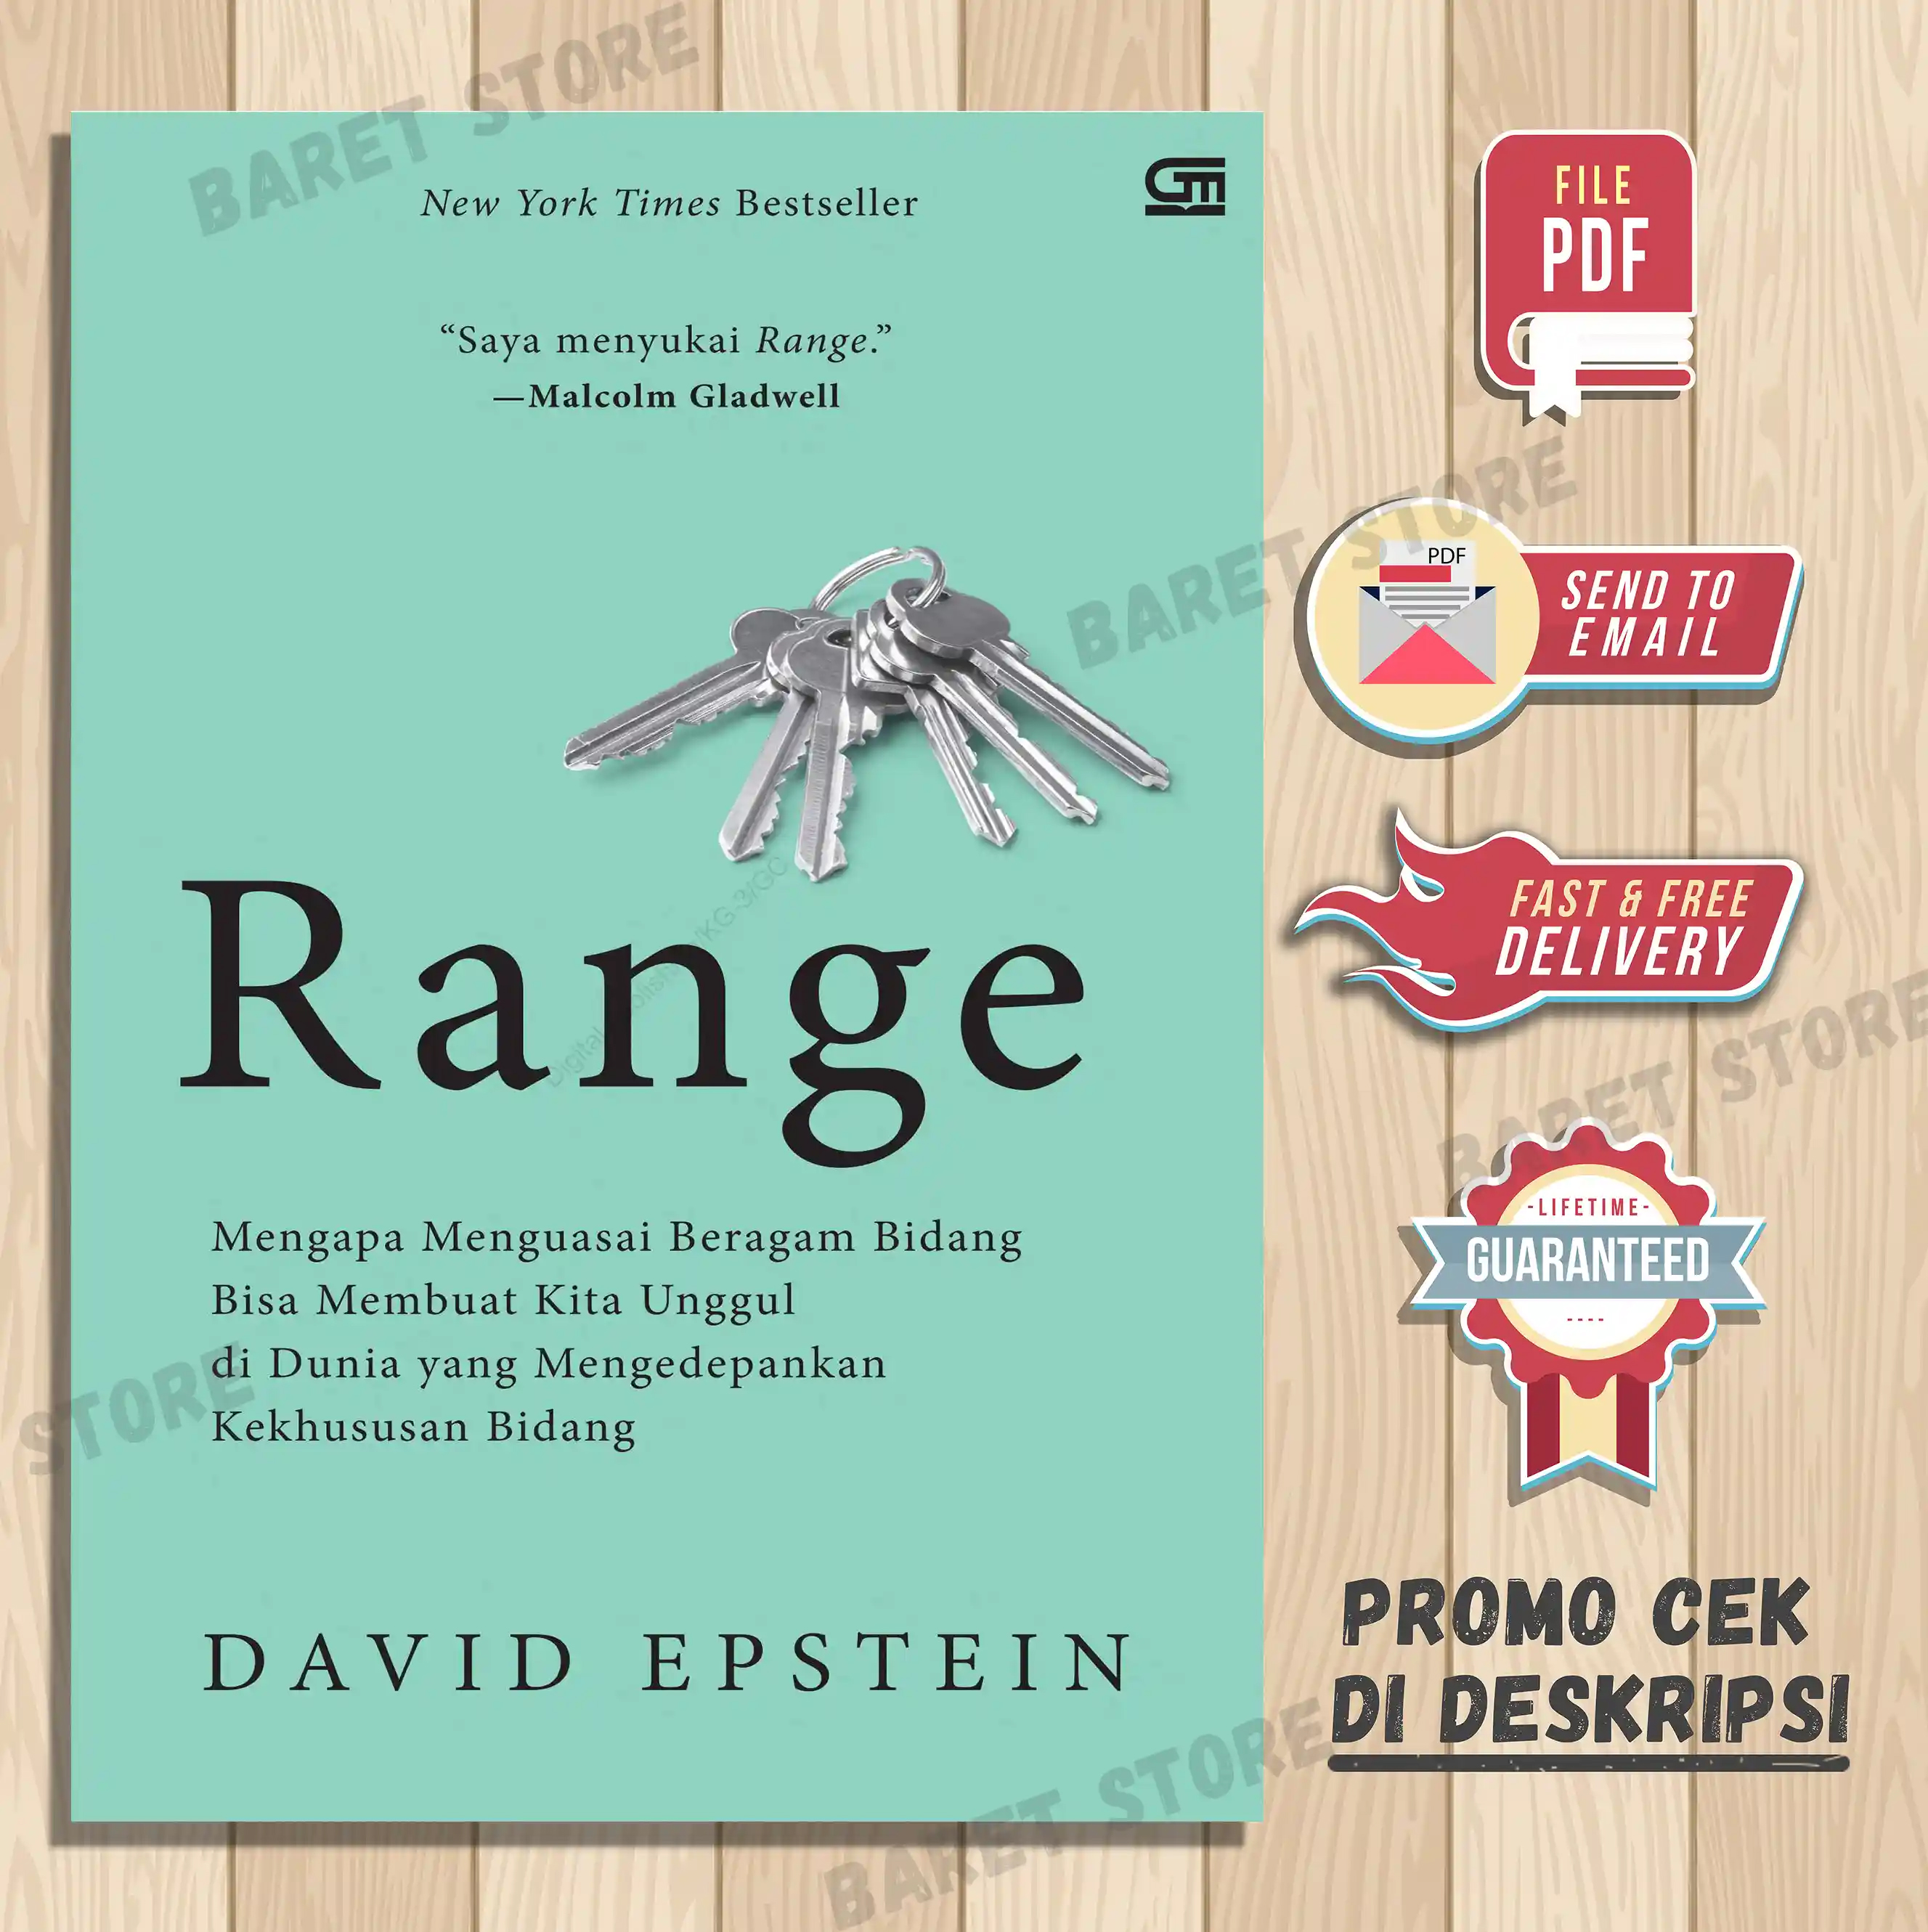 BARET STORE
New York Times Bestseller
GM
“Saya menyukai Range.”
—Malcolm Gladwell
Range
Mengapa Menguasai Beragam Bidang
Bisa Membuat Kita Unggul
di Dunia yang Mengedepankan
Kekhususan Bidang
DAVID EPSTEIN
FILE
PDF
BARET STORE
PDF
SEND TO
EMAIL
FAST & FREE
DELIVERY
BARET STORE
-LIFETIME-
GUARANTEED
----
STORE
PROMO CEK
DI DESKRIPSI
BARET STORE